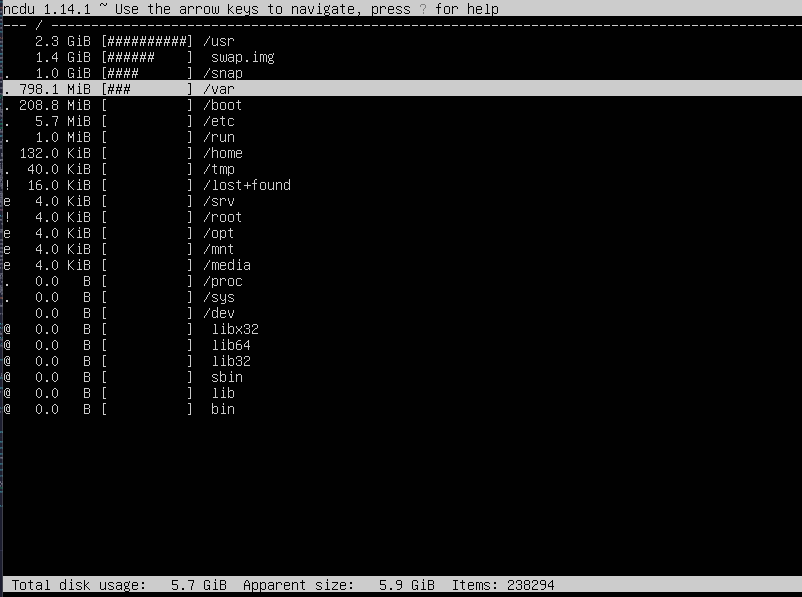 ncdu 1.14.1 ~ Use the arrow keys to navigate, press ? for help
--- / ----------------------------------------------------------------------------------------------
    2.3 GiB [##########] /usr
    1.4 GiB [######    ]  swap.img
.   1.0 GiB [####      ] /snap
. 798.1 MiB [###       ] /var
. 208.8 MiB [          ] /boot
.   5.7 MiB [          ] /etc
.   1.0 MiB [          ] /run
  132.0 KiB [          ] /home
.  40.0 KiB [          ] /tmp
!  16.0 KiB [          ] /lost+found
e   4.0 KiB [          ] /srv
!   4.0 KiB [          ] /root
e   4.0 KiB [          ] /opt
e   4.0 KiB [          ] /mnt
e   4.0 KiB [          ] /media
.   0.0   B [          ] /proc
.   0.0   B [          ] /sys
    0.0   B [          ] /dev
@   0.0   B [          ]  libx32
@   0.0   B [          ]  lib64
@   0.0   B [          ]  lib32
@   0.0   B [          ]  sbin
@   0.0   B [          ]  lib
@   0.0   B [          ]  bin
Total disk usage:   5.7 GiB  Apparent size:   5.9 GiB  Items: 238294